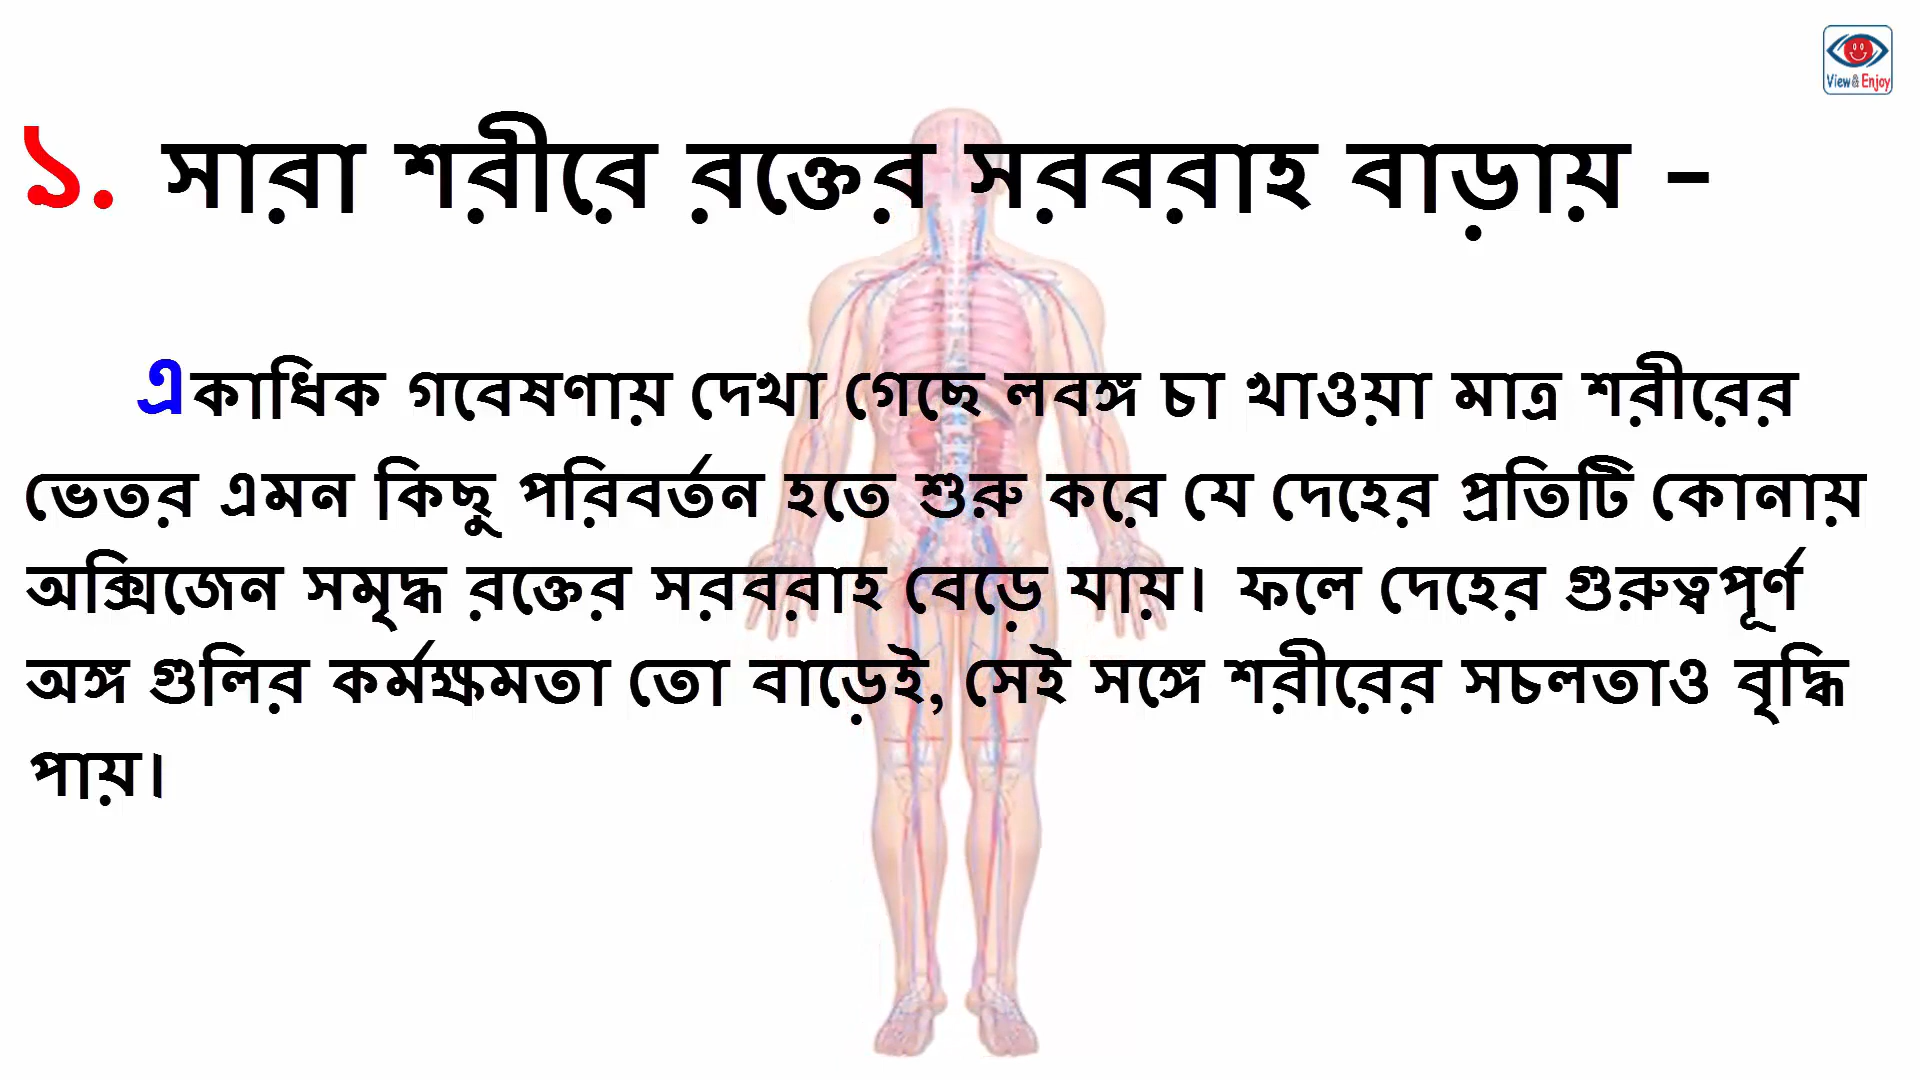 View & Enjoy
১. সারা শরীরে রক্তের সরবরাহ বাড়ায় –
একাধিক গবেষণায় দেখা গেছে লবঙ্গ চা খাওয়া মাত্র শরীরের
ভেতর এমন কিছু পরিবর্তন হতে শুরু করে যে দেহের প্রতিটি কোনায়
অক্সিজেন সমৃদ্ধ রক্তের সরবরাহ বেড়ে যায়। ফলে দেহের গুরুত্বপূর্ণ
অঙ্গ গুলির কর্মক্ষমতা তো বাড়েই, সেই সঙ্গে শরীরের সচলতাও বৃদ্ধি
পায়।